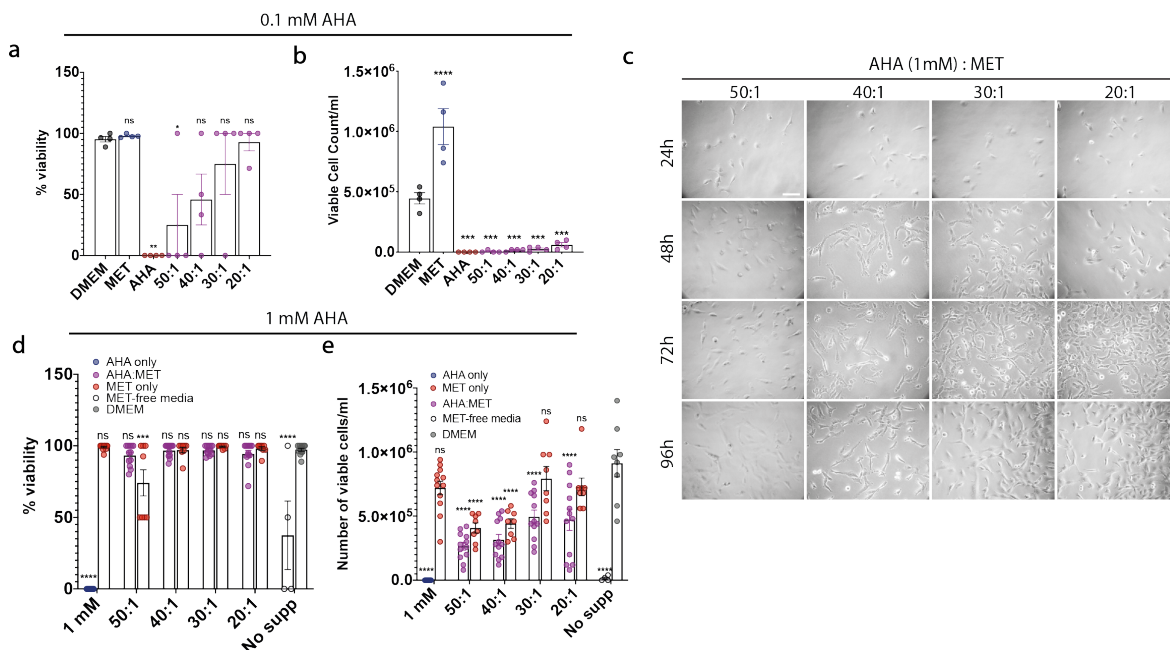 0.1 mM AHA
a
% viability
150
100
50
0
ns
*
ns
ns
ns
**
DMEM
MET
AHA
50:1
40:1
30:1
20:1
b
Viable Cell Count/ml
1.5×10⁶
1.0×10⁶
5.0×10⁵
0.0
****
***
***
***
***
***
DMEM
MET
AHA
50:1
40:1
30:1
20:1
c
AHA (1mM) : MET
50:1 40:1 30:1 20:1
24h
48h
72h
96h
1 mM AHA
d
AHA only
AHA:MET
MET only
MET-free media
DMEM
% viability
150
100
50
0
****
ns
ns
***
ns
ns
ns
ns
ns
ns
****
1 mM
50:1
40:1
30:1
20:1
No supp
e
AHA only
MET only
AHA:MET
MET-free media
DMEM
Number of viable cells/ml
1.5×10⁶
1.0×10⁶
5.0×10⁵
0.0
****
ns
****
****
****
****
****
ns
****
ns
****
1 mM
50:1
40:1
30:1
20:1
No supp